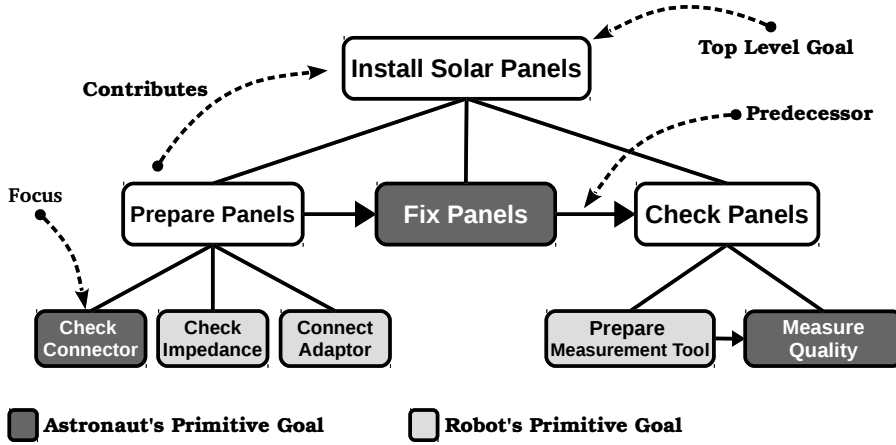 Top Level Goal
Install Solar Panels
Contributes
Predecessor
Focus
Prepare Panels
Fix Panels
Check Panels
Check
Connector
Check
Impedance
Connect
Adaptor
Prepare
Measurement Tool
Measure
Quality
Astronaut's Primitive Goal
Robot's Primitive Goal